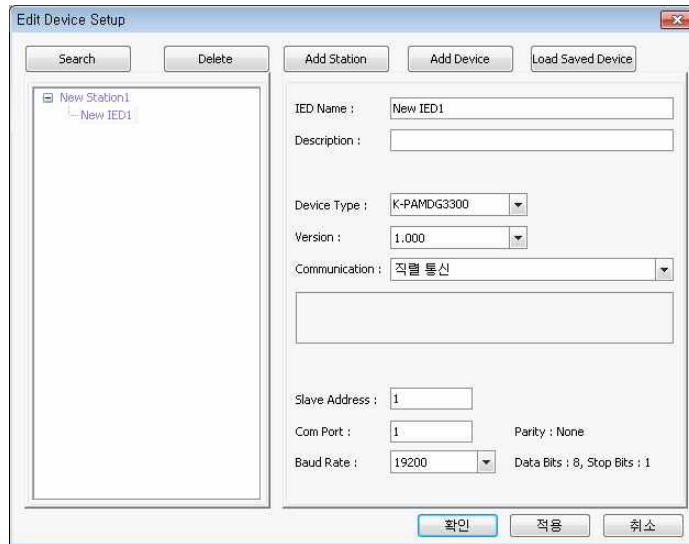 Edit Device Setup
Search
Delete
Add Station
Add Device
Load Saved Device
New Station1
New IED1
IED Name : New IED1
Description :
Device Type : K-PAMDG3300
Version : 1.000
Communication : 직렬 통신
Slave Address : 1
Com Port : 1 Parity : None
Baud Rate : 19200 Data Bits : 8, Stop Bits : 1
확인
적용
취소